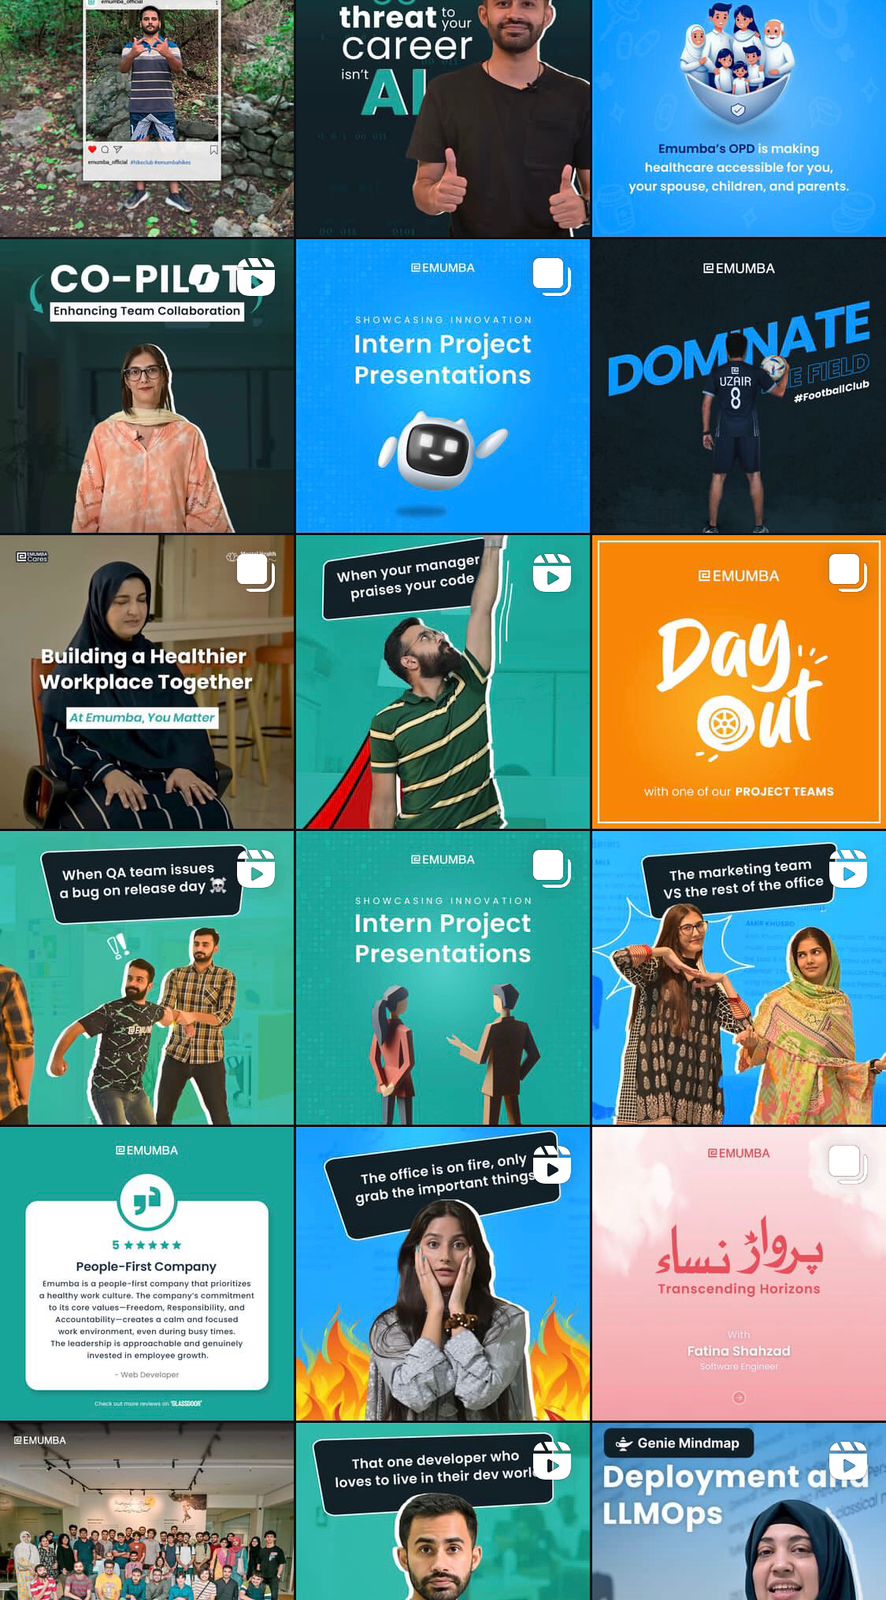 emumba_official
emumba_official #hikeclub #emumbahikes
threat to your
career
isn't
AI
Emumba's OPD is making
healthcare accessible for you,
your spouse, children, and parents.
CO-PILOT
Enhancing Team Collaboration
EMUMBA
SHOWCASING INNOVATION
Intern Project
Presentations
EMUMBA
DOMINATE
THE FIELD
#FootballClub
UZAIR
8
EMUMBA
Cares
Building a Healthier
Workplace Together
At Emumba, You Matter
When your manager
praises your code
EMUMBA
Day
Out
with one of our PROJECT TEAMS
When QA team issues
a bug on release day ☠️
EMUMBA
SHOWCASING INNOVATION
Intern Project
Presentations
The marketing team
VS the rest of the office
AMIR KHUSRO
EMUMBA
5 ★★★★★
People-First Company
Emumba is a people-first company that prioritizes
a healthy work culture. The company's commitment
to its core values—Freedom, Responsibility, and
Accountability—creates a calm and focused
work environment, even during busy times.
The leadership is approachable and genuinely
invested in employee growth.
- Web Developer
Check out more reviews on "GLASSDOOR"
The office is on fire, only
grab the important things
EMUMBA
پرواز نساء
Transcending Horizons
With
Fatina Shahzad
Software Engineer
EMUMBA
That one developer who
loves to live in their dev world
Genie Mindmap
Deployment and
LLMOps